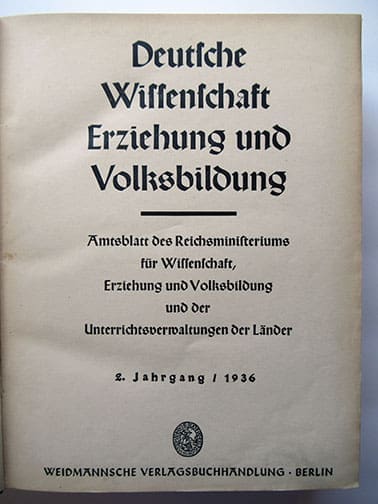 Deutſche
Wiſſenſchaft
Erziehung und
Volksbildung
Amtsblatt des Reichsminiſteriums
für Wiſſenſchaft,
Erziehung und Volksbildung
und der
Unterrichtsverwaltungen der Länder
2. Jahrgang / 1936
WEIDMANNSCHE VERLAGSBUCHHANDLUNG · BERLIN